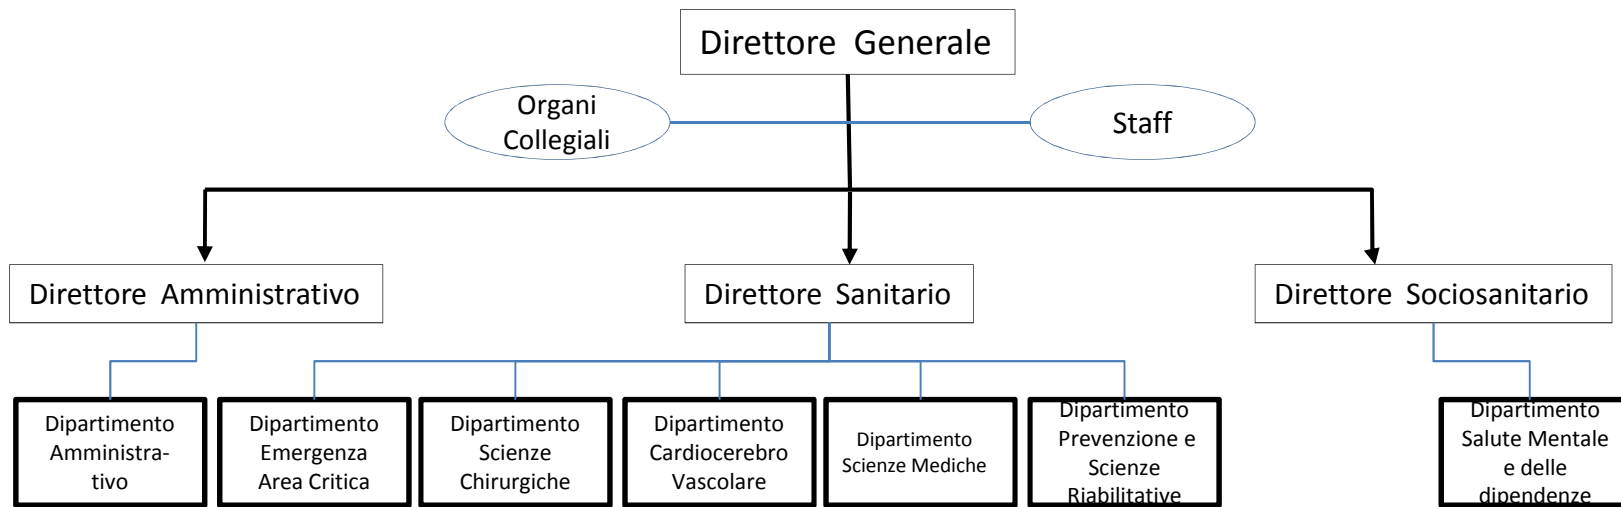 Direttore Generale
Organi
Collegiali
Staff
Direttore Amministrativo
Direttore Sanitario
Direttore Sociosanitario
Dipartimento
Amministra-
tivo
Dipartimento
Emergenza
Area Critica
Dipartimento
Scienze
Chirurgiche
Dipartimento
Cardiocerebro
Vascolare
Dipartimento
Scienze Mediche
Dipartimento
Prevenzione e
Scienze
Riabilitative
Dipartimento
Salute Mentale
e delle
dipendenze